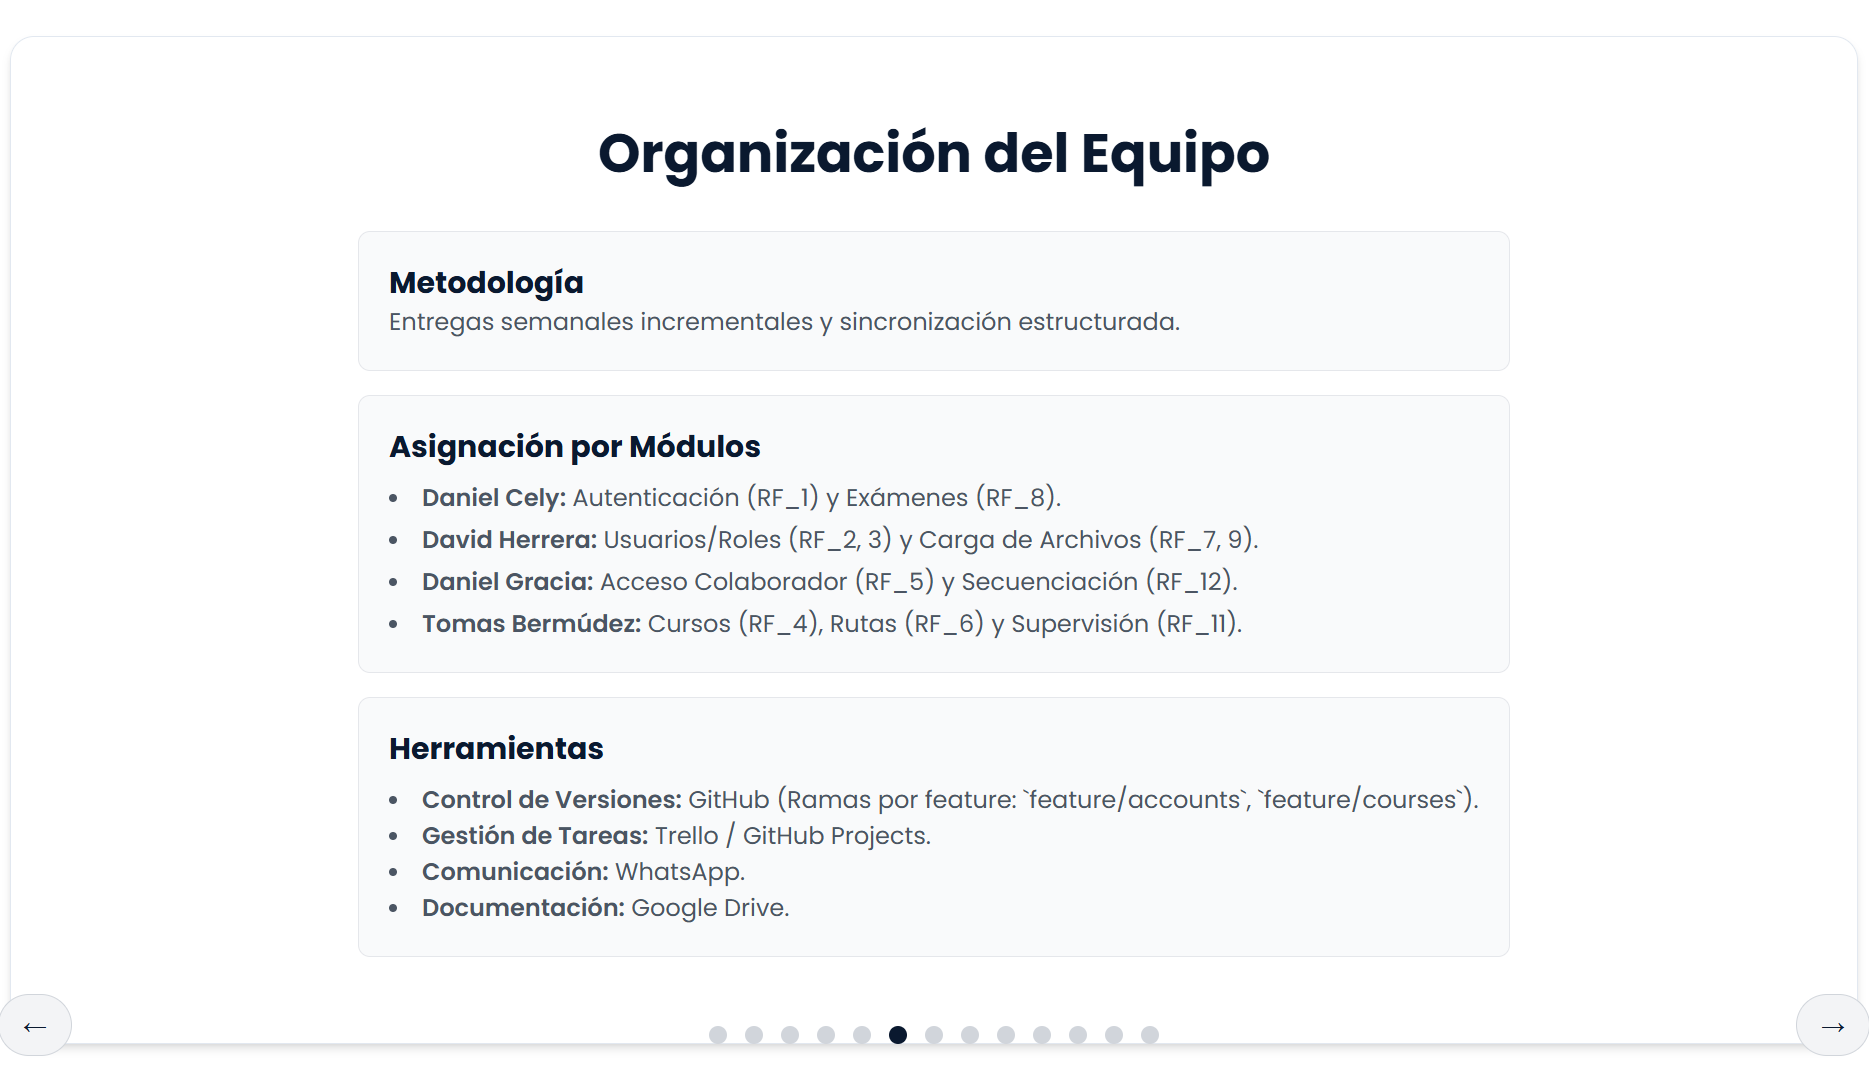 Organización del Equipo
Metodología
Entregas semanales incrementales y sincronización estructurada.
Asignación por Módulos
• Daniel Cely: Autenticación (RF_1) y Exámenes (RF_8).
• David Herrera: Usuarios/Roles (RF_2, 3) y Carga de Archivos (RF_7, 9).
• Daniel Gracia: Acceso Colaborador (RF_5) y Secuenciación (RF_12).
• Tomas Bermúdez: Cursos (RF_4), Rutas (RF_6) y Supervisión (RF_11).
Herramientas
• Control de Versiones: GitHub (Ramas por feature: `feature/accounts`, `feature/courses`).
• Gestión de Tareas: Trello / GitHub Projects.
• Comunicación: WhatsApp.
• Documentación: Google Drive.
← →